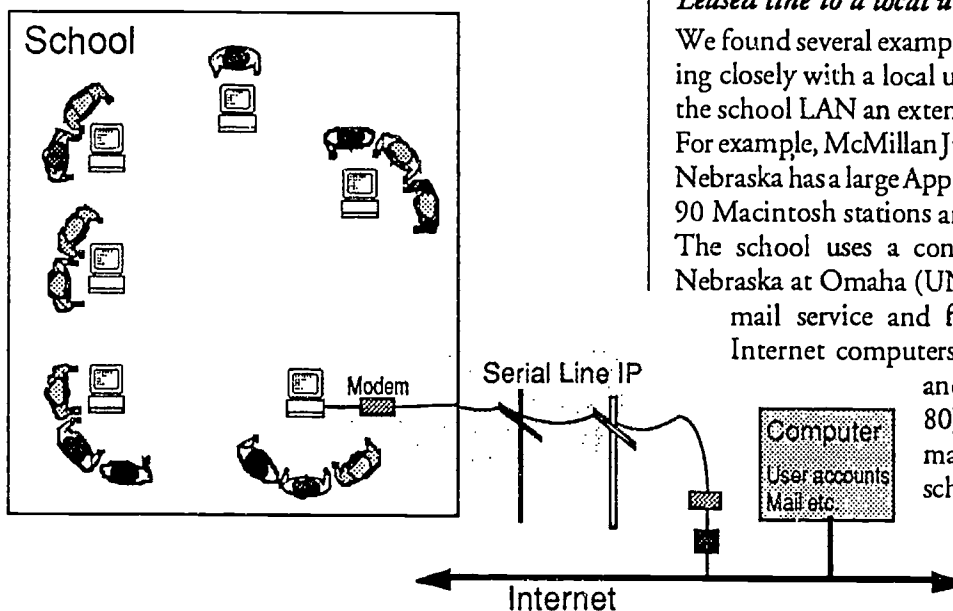 School
Modem
Serial Line IP
Computer
User accounts
Mail etc.
Internet
Leased line to a local u
We found several examp
ing closely with a local u
the school LAN an exten
For example, McMillan J
Nebraska has a large App
90 Macintosh stations a
The school uses a con
Nebraska at Omaha (UN
mail service and f
Internet computers
an
80
ma
sch